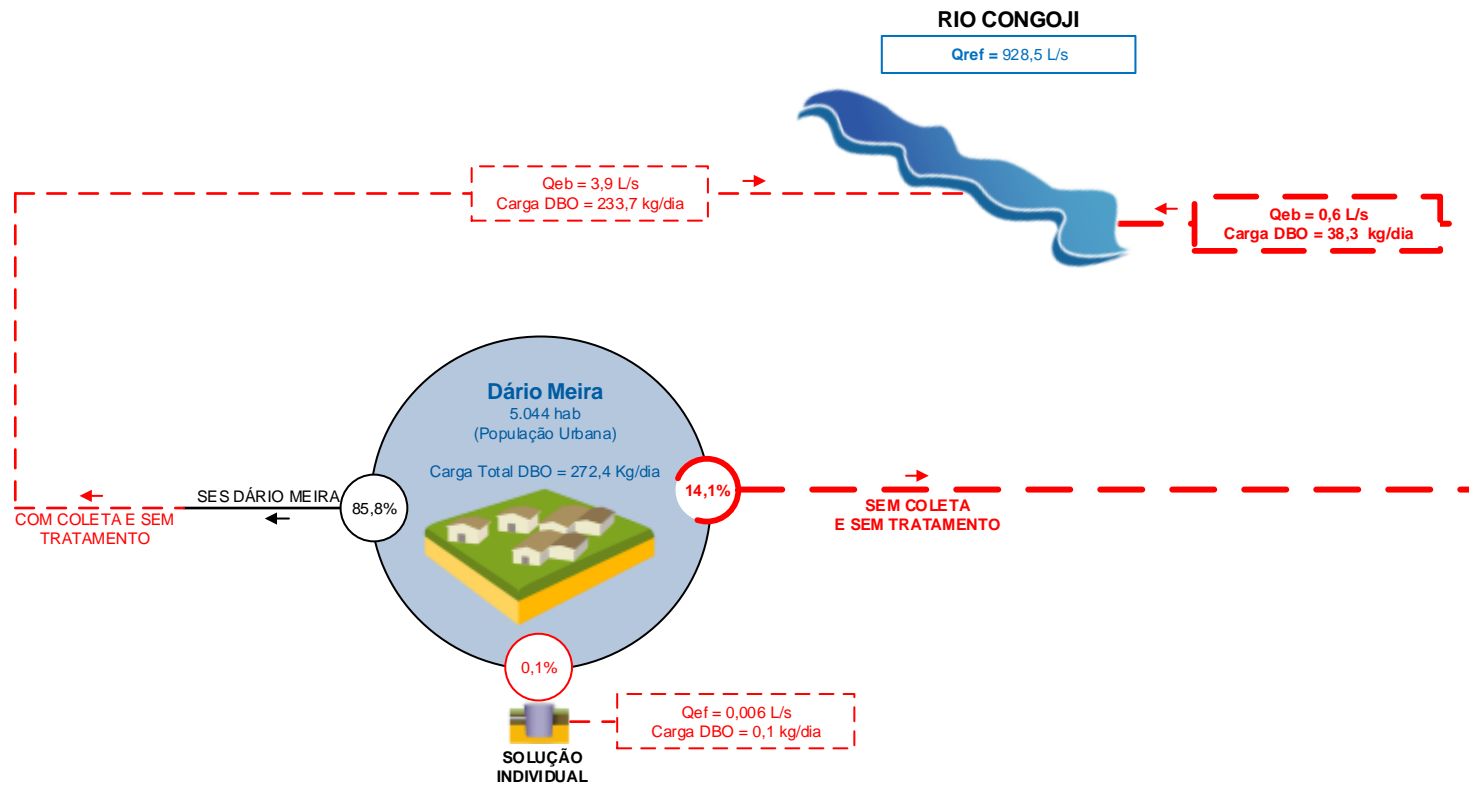 RIO CONGOJI
Qref = 928,5 L/s
Qeb = 3,9 L/s
Carga DBO = 233,7 kg/dia
Qeb = 0,6 L/s
Carga DBO = 38,3 kg/dia
Dário Meira
5.044 hab
(População Urbana)
Carga Total DBO = 272,4 Kg/dia
SES DÁRIO MEIRA
85,8%
14,1%
COM COLETA E SEM
TRATAMENTO
SEM COLETA
E SEM TRATAMENTO
0,1%
Qef = 0,006 L/s
Carga DBO = 0,1 kg/dia
SOLUÇÃO
INDIVIDUAL